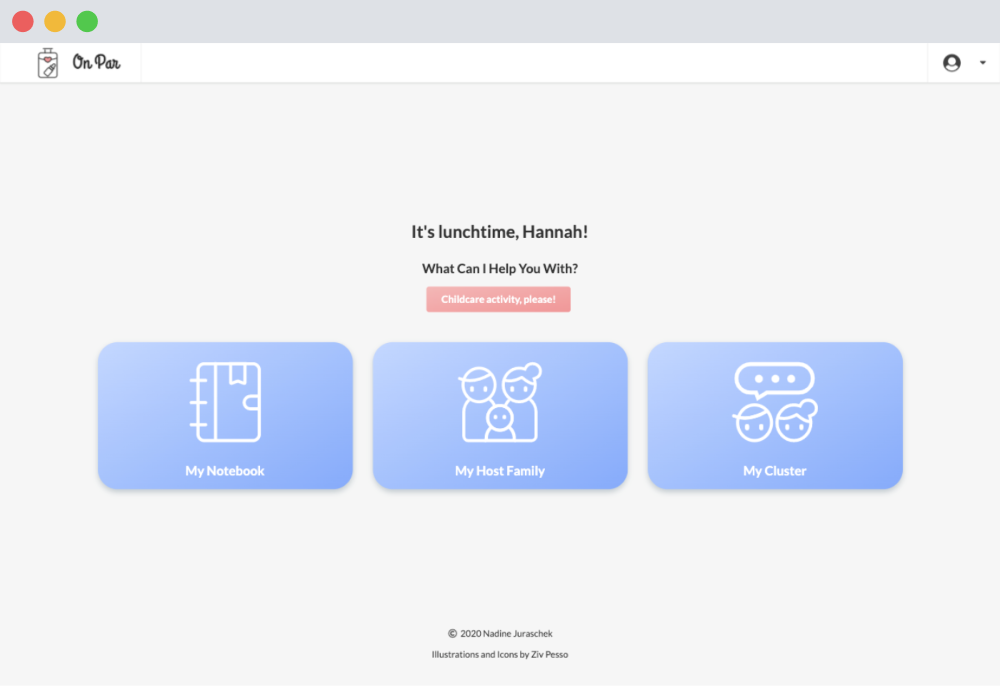 On Par
It's lunchtime, Hannah!
What Can I Help You With?
Childcare activity, please!
My Notebook
My Host Family
My Cluster
© 2020 Nadine Juraschek
Illustrations and Icons by Ziv Pesso